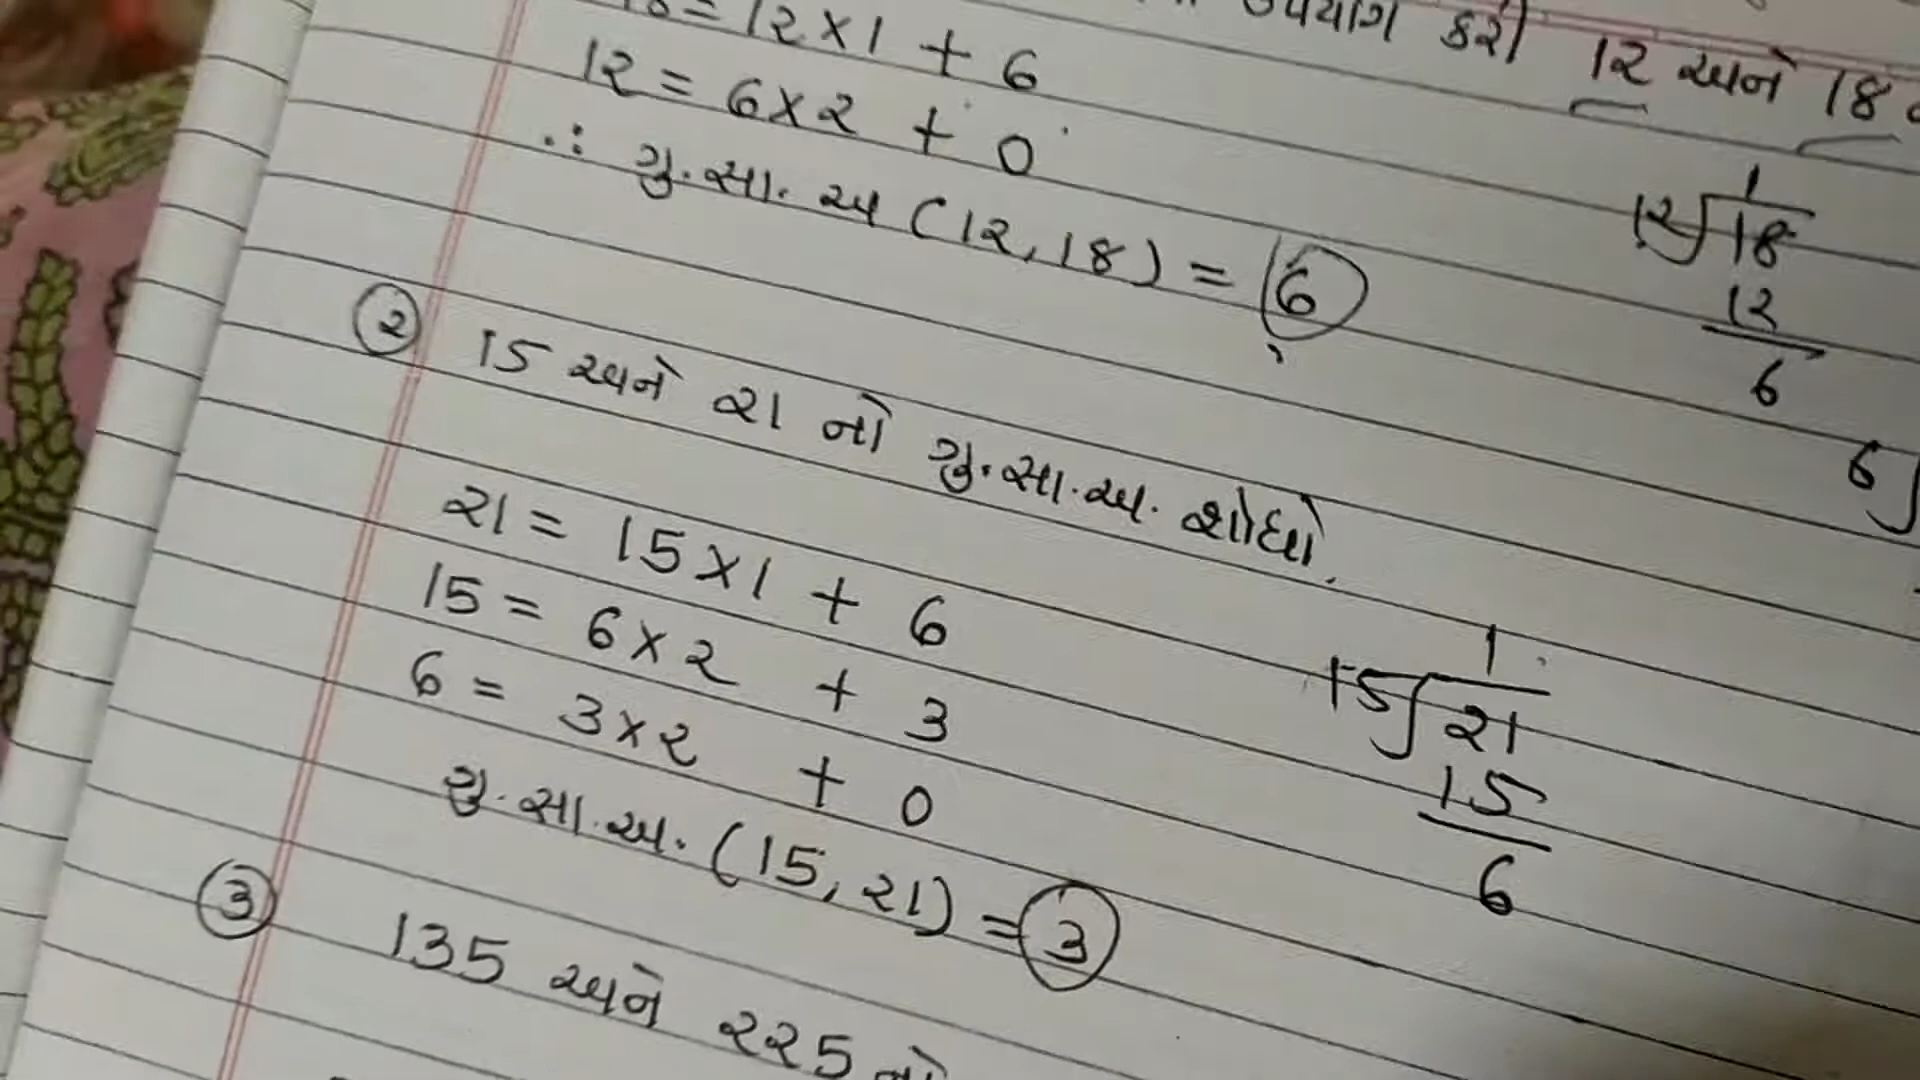 ઉપયોગ કરી 12 અને 18
18 = 12 × 1 + 6
12 = 6 × 2 + 0
∴ ગુ. સા. અ (12, 18) = 6
1
12 18
12
6
6
② 15 અને 21 નો ગુ. સા. અ. શોધો.
21 = 15 × 1 + 6
15 = 6 × 2 + 3
6 = 3 × 2 + 0
ગુ. સા. અ. (15, 21) = 3
1
15 21
15
6
③ 135 અને 225 નો